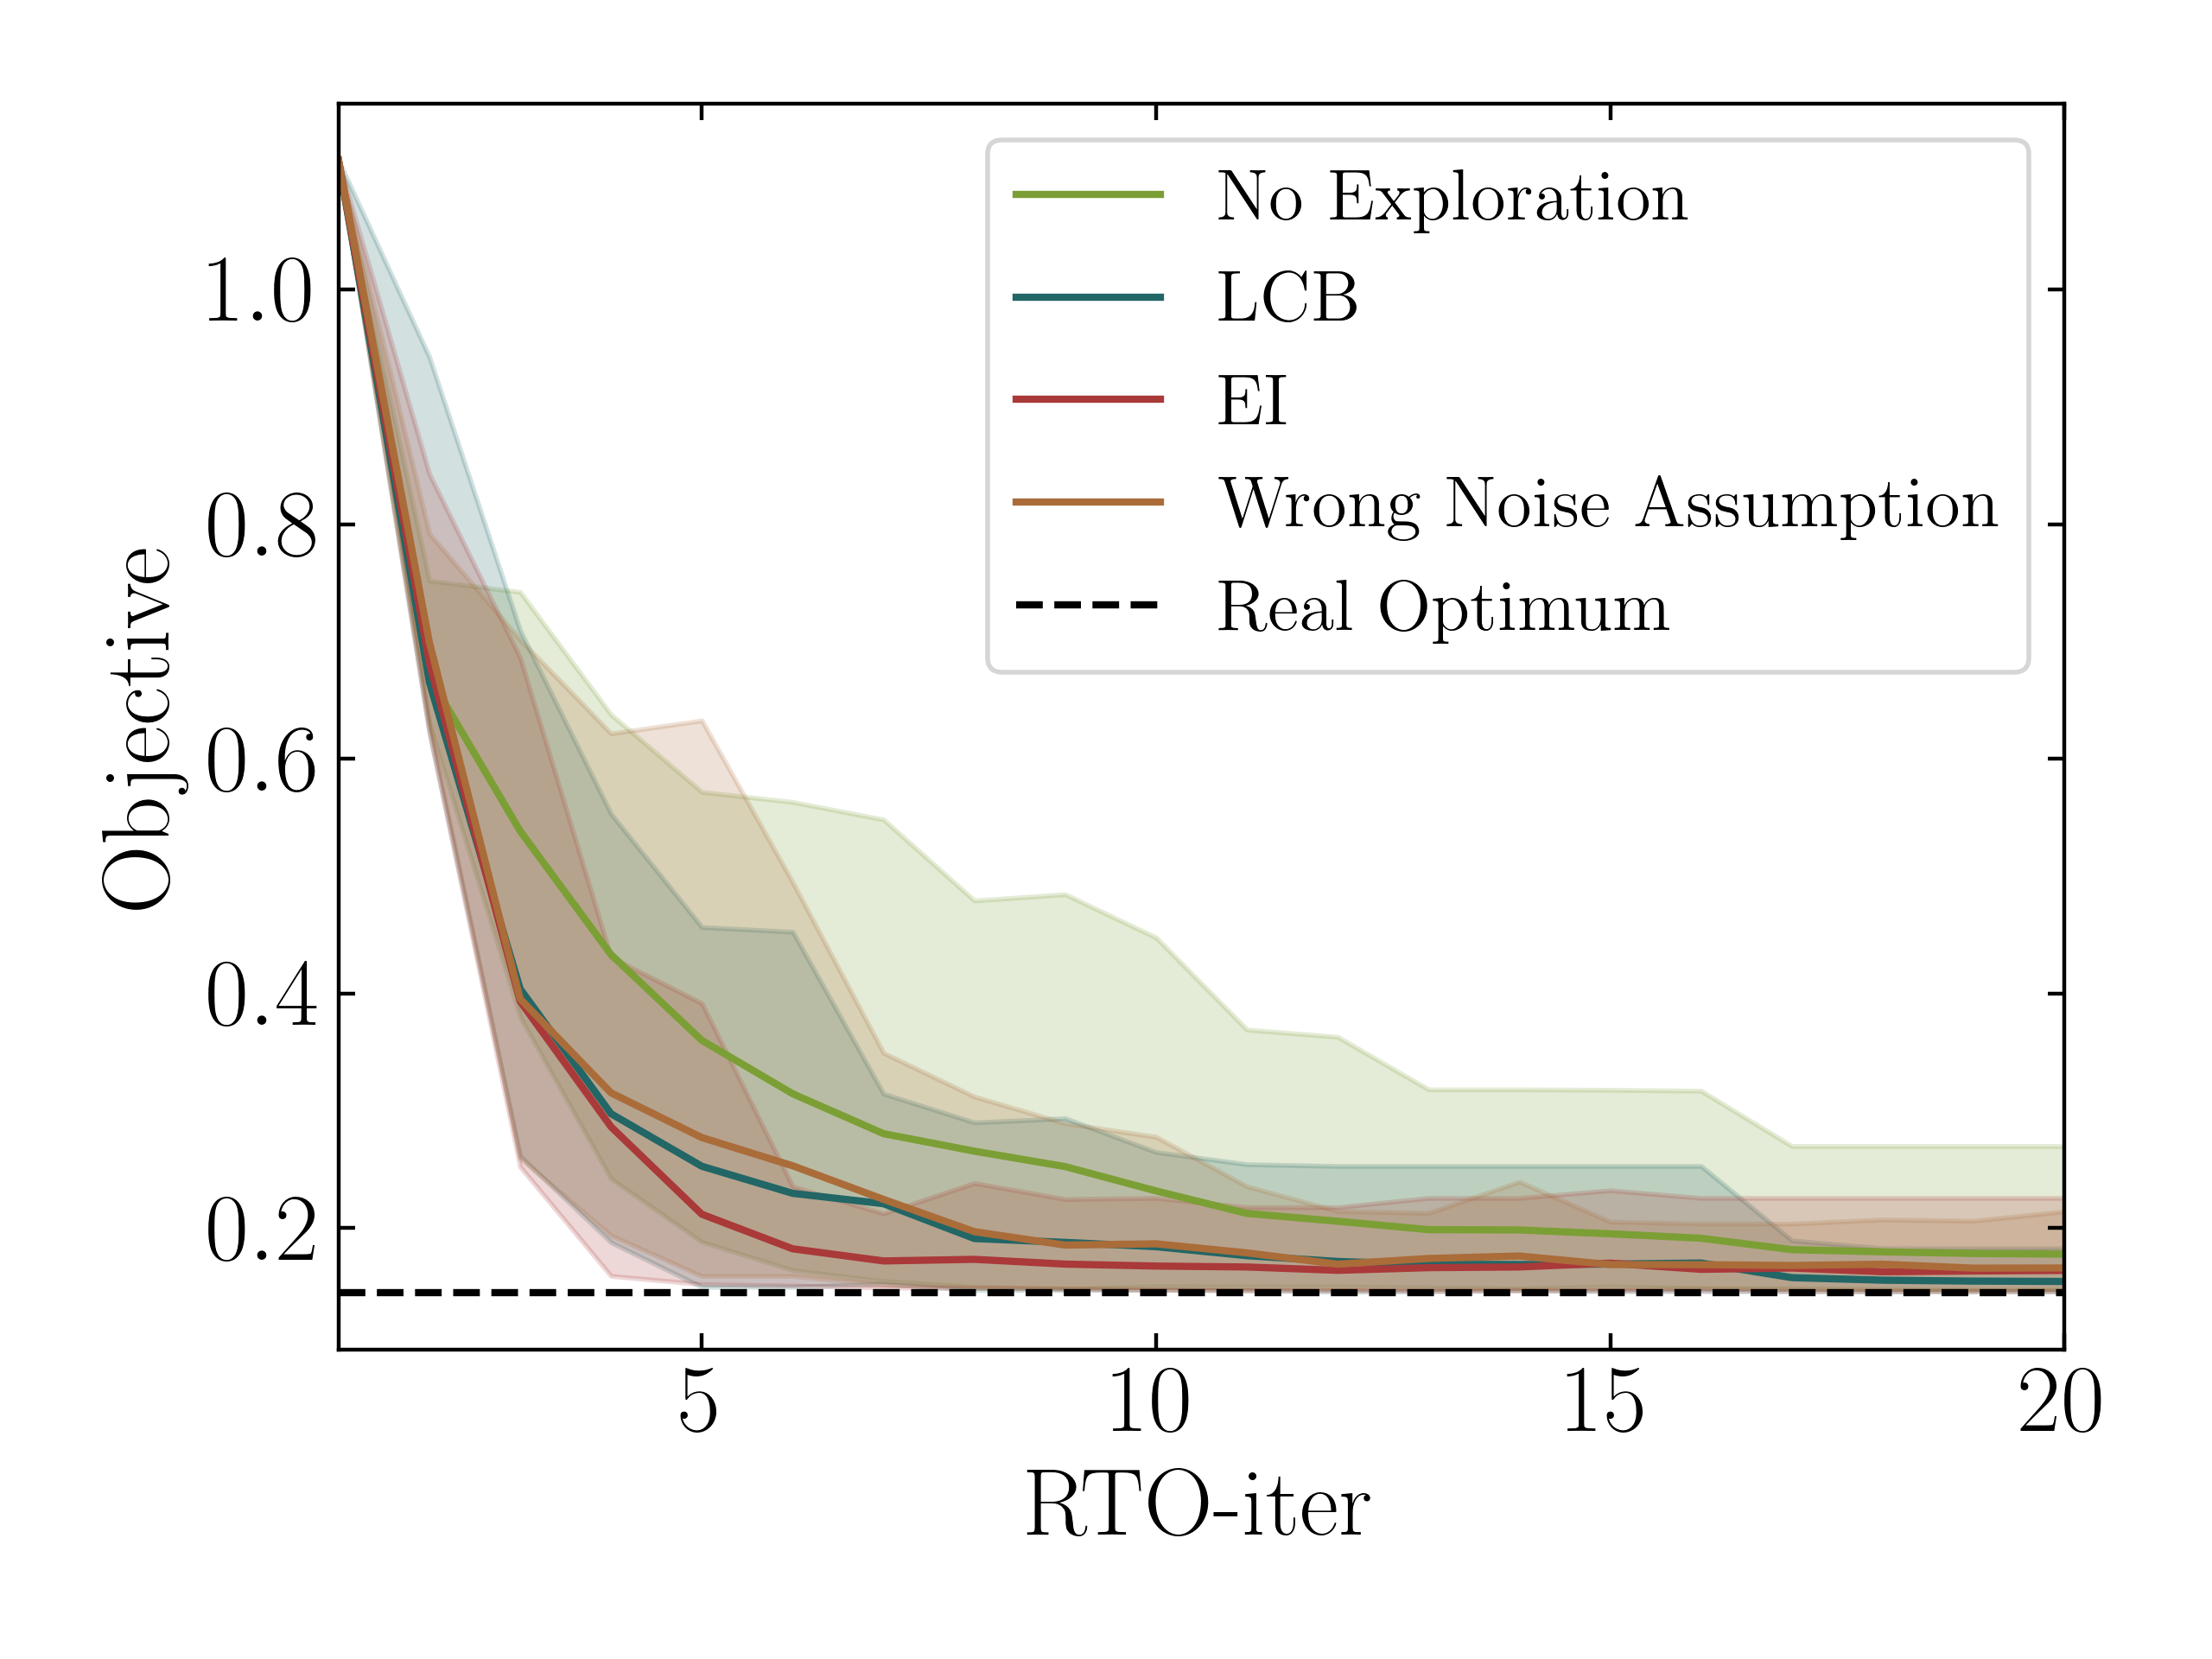 No Exploration
LCB
EI
Wrong Noise Assumption
Real Optimum
Objective
1.0
0.8
0.6
0.4
0.2
5 10 15 20
RTO-iter